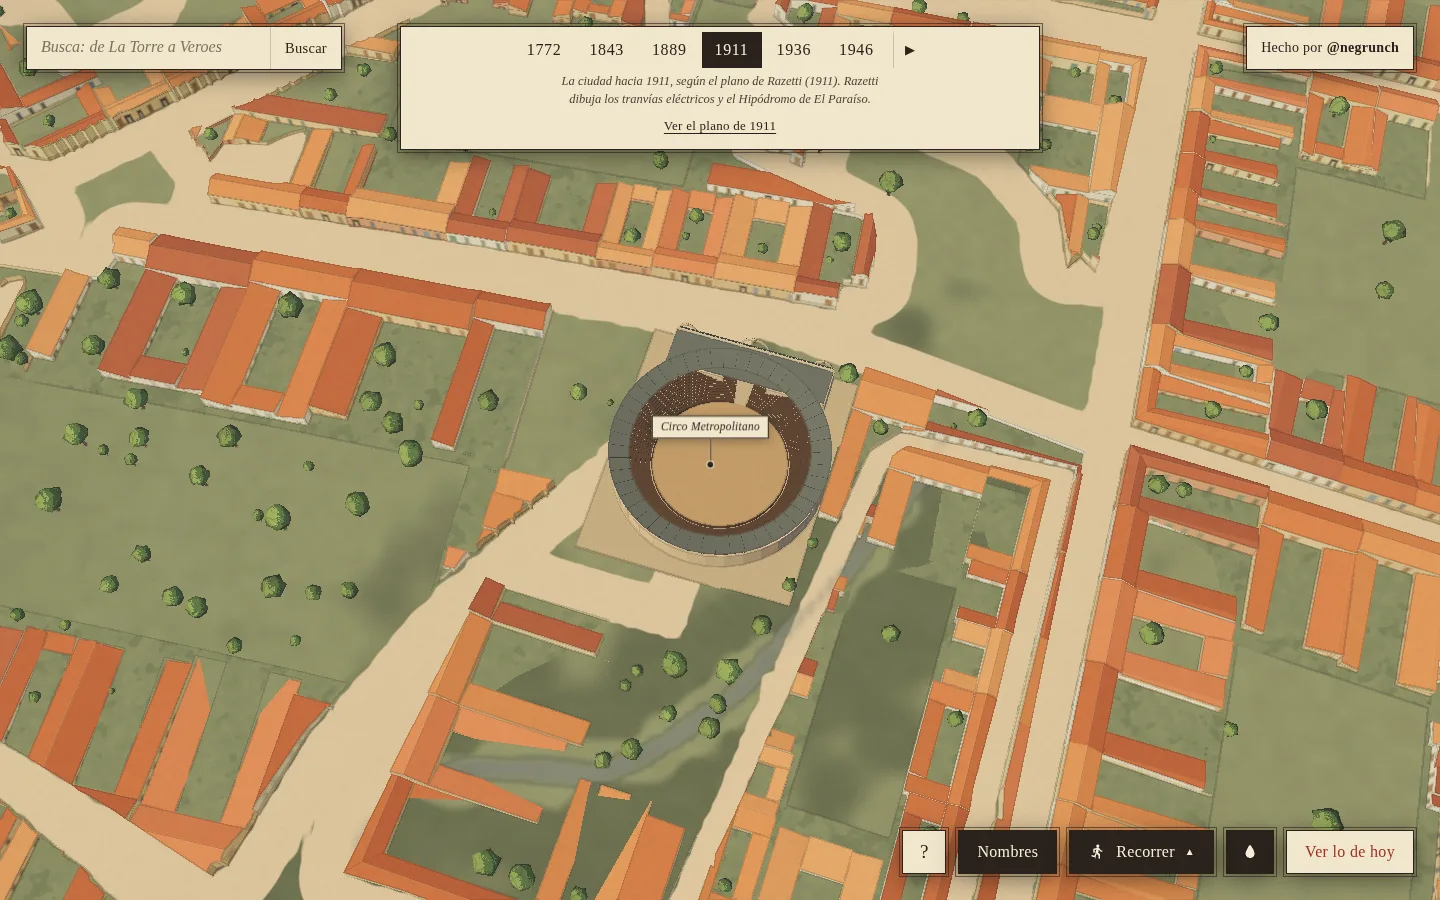 Busca: de La Torre a Veroes
Buscar
1772 1843 1889 1911 1936 1946
La ciudad hacia 1911, según el plano de Razetti (1911). Razetti
dibuja los tranvías eléctricos y el Hipódromo de El Paraíso.
Ver el plano de 1911
Hecho por @negrunch
Circo Metropolitano
?
Nombres
Recorrer
Ver lo de hoy